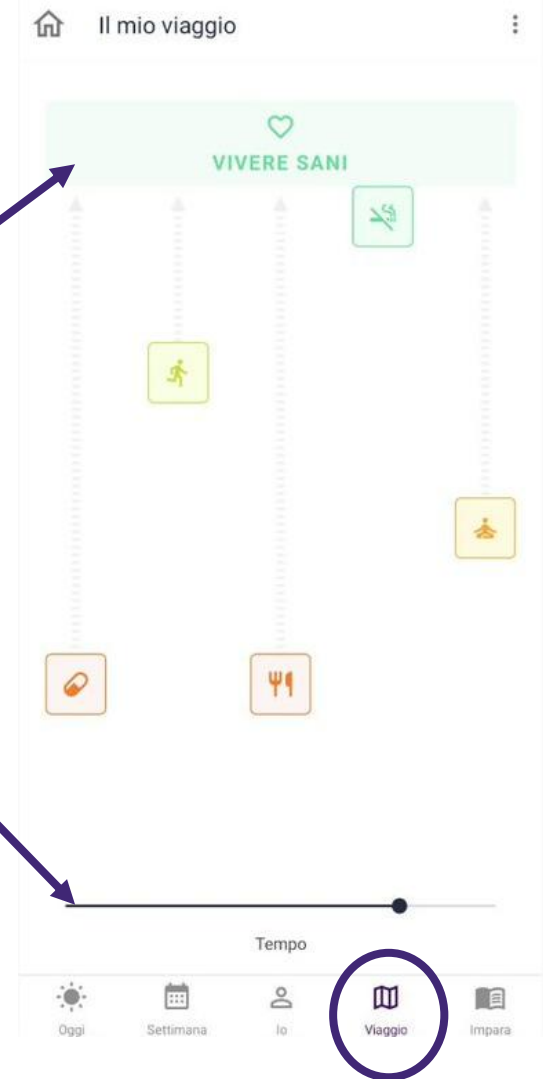 Il mio viaggio
VIVERE SANI
Tempo
Oggi
Settimana
Io
Viaggio
Impara